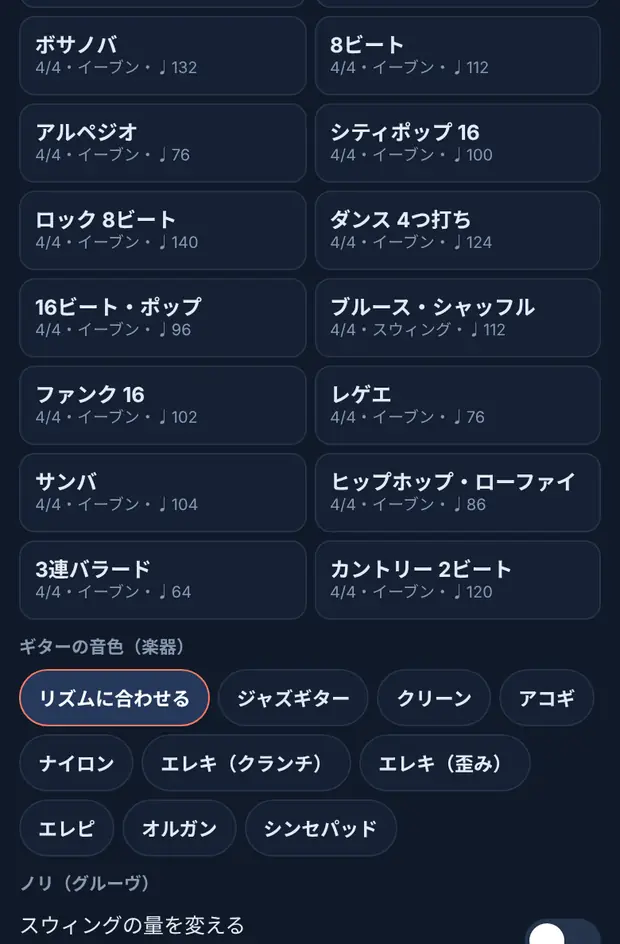 ボサノバ
4/4・イーブン・♩132
8ビート
4/4・イーブン・♩112
アルペジオ
4/4・イーブン・♩76
シティポップ 16
4/4・イーブン・♩100
ロック 8ビート
4/4・イーブン・♩140
ダンス 4つ打ち
4/4・イーブン・♩124
16ビート・ポップ
4/4・イーブン・♩96
ブルース・シャッフル
4/4・スウィング・♩112
ファンク 16
4/4・イーブン・♩102
レゲエ
4/4・イーブン・♩76
サンバ
4/4・イーブン・♩104
ヒップホップ・ローファイ
4/4・イーブン・♩86
3連バラード
4/4・イーブン・♩64
カントリー 2ビート
4/4・イーブン・♩120
ギターの音色（楽器）
リズムに合わせる
ジャズギター
クリーン
アコギ
ナイロン
エレキ（クランチ）
エレキ（歪み）
エレピ
オルガン
シンセパッド
ノリ（グルーヴ）
スウィングの量を変える